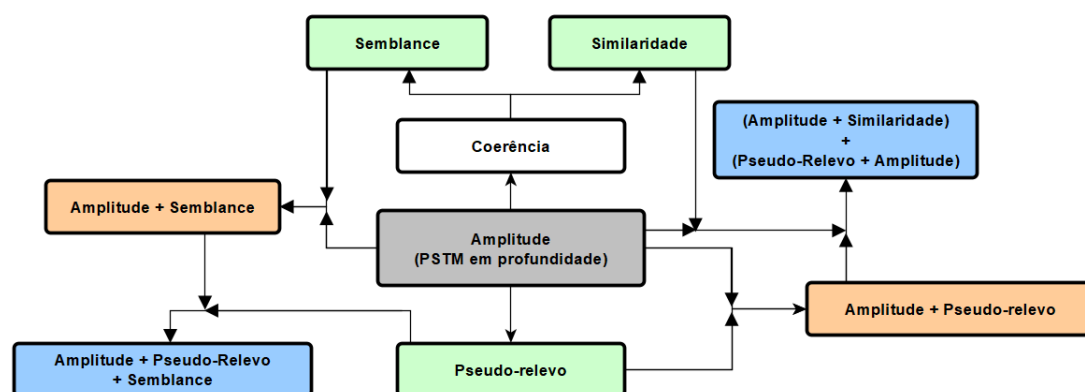 Semblance
Similaridade
(Amplitude + Similaridade)
+
(Pseudo-Relevo + Amplitude)
Coerência
Amplitude + Semblance
Amplitude
(PSTM em profundidade)
Amplitude + Pseudo-relevo
Amplitude + Pseudo-Relevo
+ Semblance
Pseudo-relevo